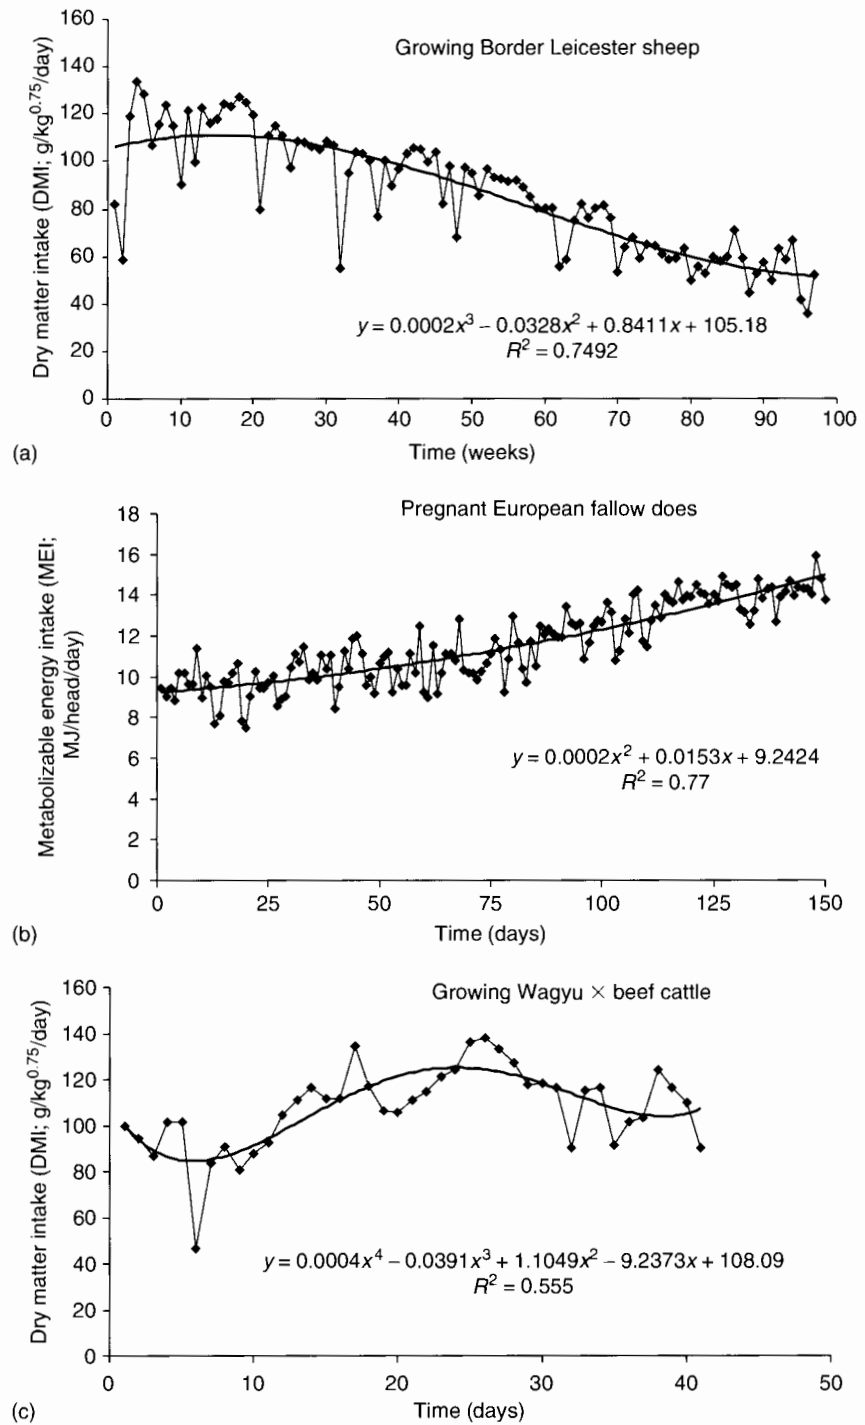 Growing Border Leicester sheep
Dry matter intake (DMI; g/kg^0.75/day)
160
140
120
100
80
60
40
20
0
y = 0.0002x³ – 0.0328x² + 0.8411x + 105.18
R² = 0.7492
0 10 20 30 40 50 60 70 80 90 100
(a)
Time (weeks)
Pregnant European fallow does
Metabolizable energy intake (MEI;
MJ/head/day)
18
16
14
12
10
8
6
4
2
0
y = 0.0002x² + 0.0153x + 9.2424
R² = 0.77
0 25 50 75 100 125 150
(b)
Time (days)
Growing Wagyu × beef cattle
Dry matter intake (DMI; g/kg^0.75/day)
160
140
120
100
80
60
40
20
0
y = 0.0004x⁴ – 0.0391x³ + 1.1049x² – 9.2373x + 108.09
R² = 0.555
0 10 20 30 40 50
(c)
Time (days)